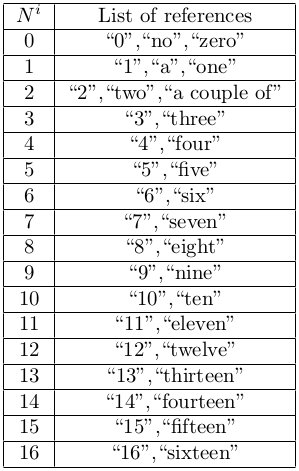 N^i List of references
0 “0”,“no”,“zero”
1 “1”,“a”,“one”
2 “2”,“two”,“a couple of”
3 “3”,“three”
4 “4”,“four”
5 “5”,“five”
6 “6”,“six”
7 “7”,“seven”
8 “8”,“eight”
9 “9”,“nine”
10 “10”,“ten”
11 “11”,“eleven”
12 “12”,“twelve”
13 “13”,“thirteen”
14 “14”,“fourteen”
15 “15”,“fifteen”
16 “16”,“sixteen”